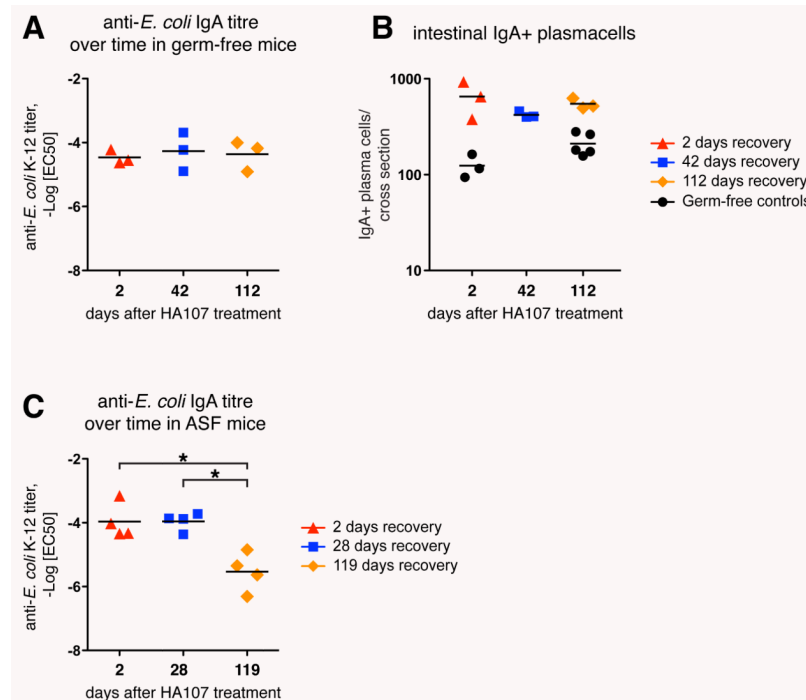 A
anti-E. coli IgA titre
over time in germ-free mice
anti-E. coli K-12 titer,
-Log [EC50]
-2
-4
-6
-8
2 42 112
days after HA107 treatment
B
intestinal IgA+ plasmacells
IgA+ plasma cells/
cross section
1000
100
10
2 42 112
days after HA107 treatment
2 days recovery
42 days recovery
112 days recovery
Germ-free controls
C
anti-E. coli IgA titre
over time in ASF mice
anti-E. coli K-12 titer,
-Log [EC50]
-2
-4
-6
-8
*
*
2 28 119
days after HA107 treatment
2 days recovery
28 days recovery
119 days recovery